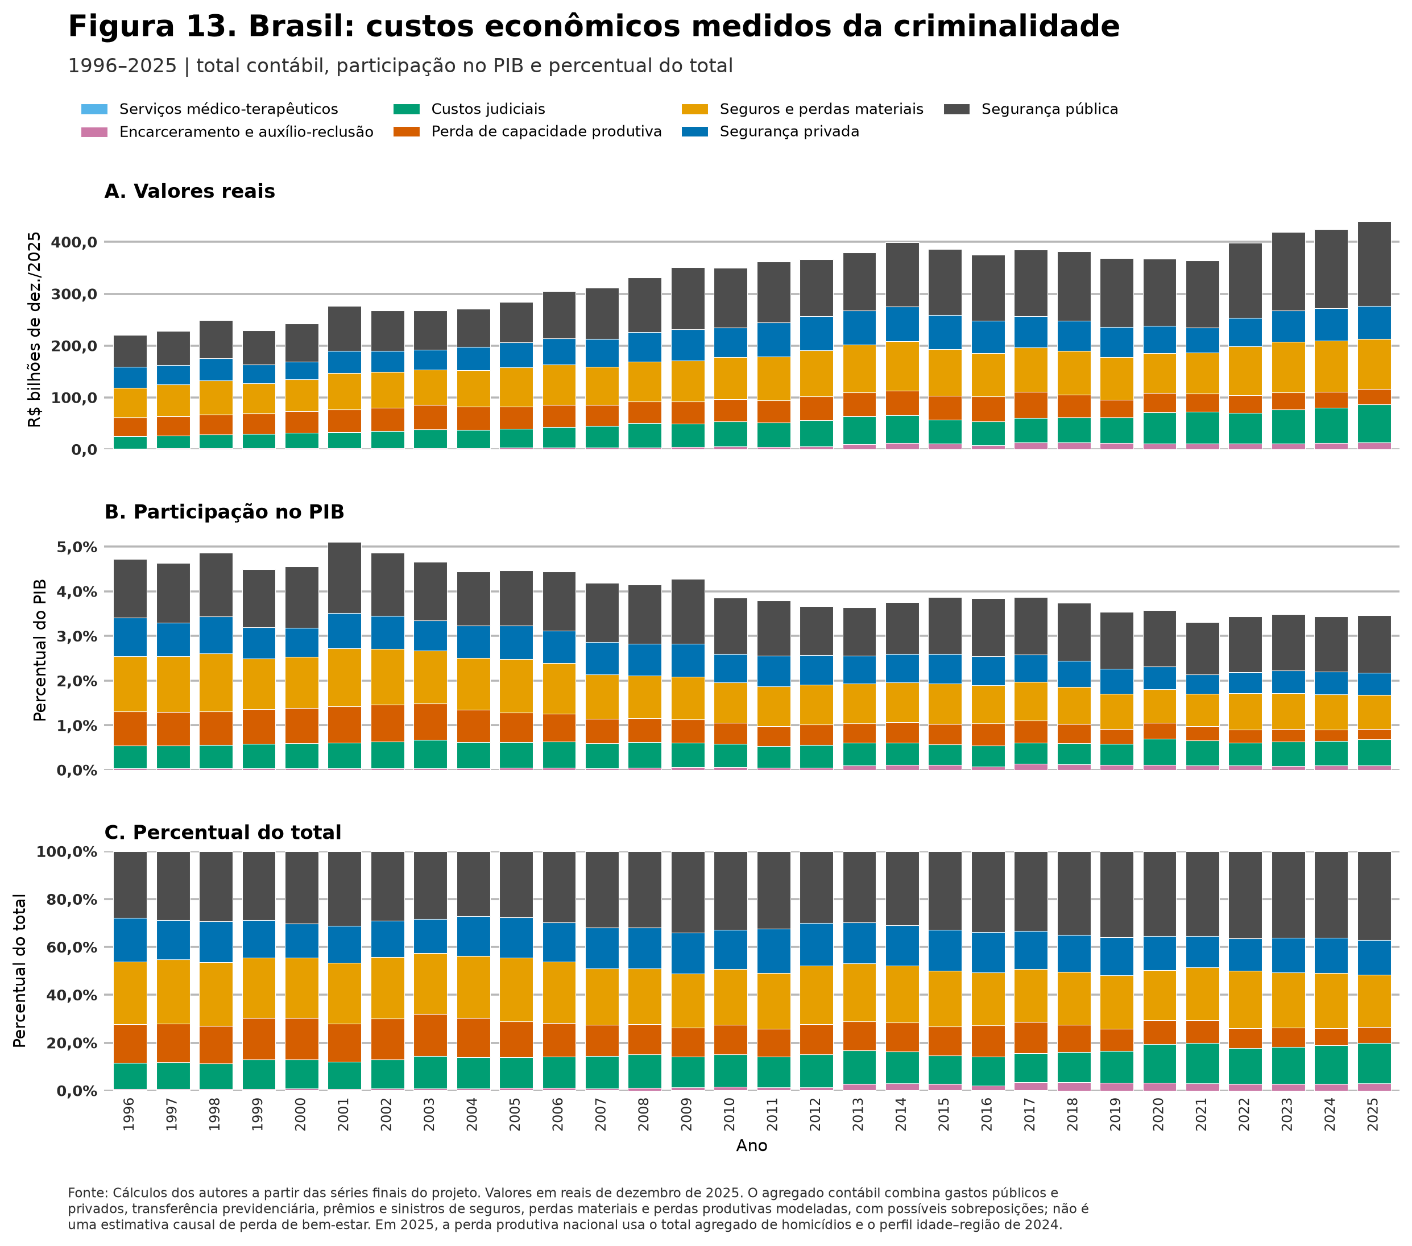 Figura 13. Brasil: custos econômicos medidos da criminalidade
1996–2025 | total contábil, participação no PIB e percentual do total
Serviços médico-terapêuticos
Custos judiciais
Seguros e perdas materiais
Segurança pública
Encarceramento e auxílio-reclusão
Perda de capacidade produtiva
Segurança privada
A. Valores reais
R$ bilhões de dez./2025
400,0
300,0
200,0
100,0
0,0
B. Participação no PIB
Percentual do PIB
5,0%
4,0%
3,0%
2,0%
1,0%
0,0%
C. Percentual do total
Percentual do total
100,0%
80,0%
60,0%
40,0%
20,0%
0,0%
1996
1997
1998
1999
2000
2001
2002
2003
2004
2005
2006
2007
2008
2009
2010
2011
2012
2013
2014
2015
2016
2017
2018
2019
2020
2021
2022
2023
2024
2025
Ano
Fonte: Cálculos dos autores a partir das séries finais do projeto. Valores em reais de dezembro de 2025. O agregado contábil combina gastos públicos e
privados, transferência previdenciária, prêmios e sinistros de seguros, perdas materiais e perdas produtivas modeladas, com possíveis sobreposições; não é
uma estimativa causal de perda de bem-estar. Em 2025, a perda produtiva nacional usa o total agregado de homicídios e o perfil idade–região de 2024.